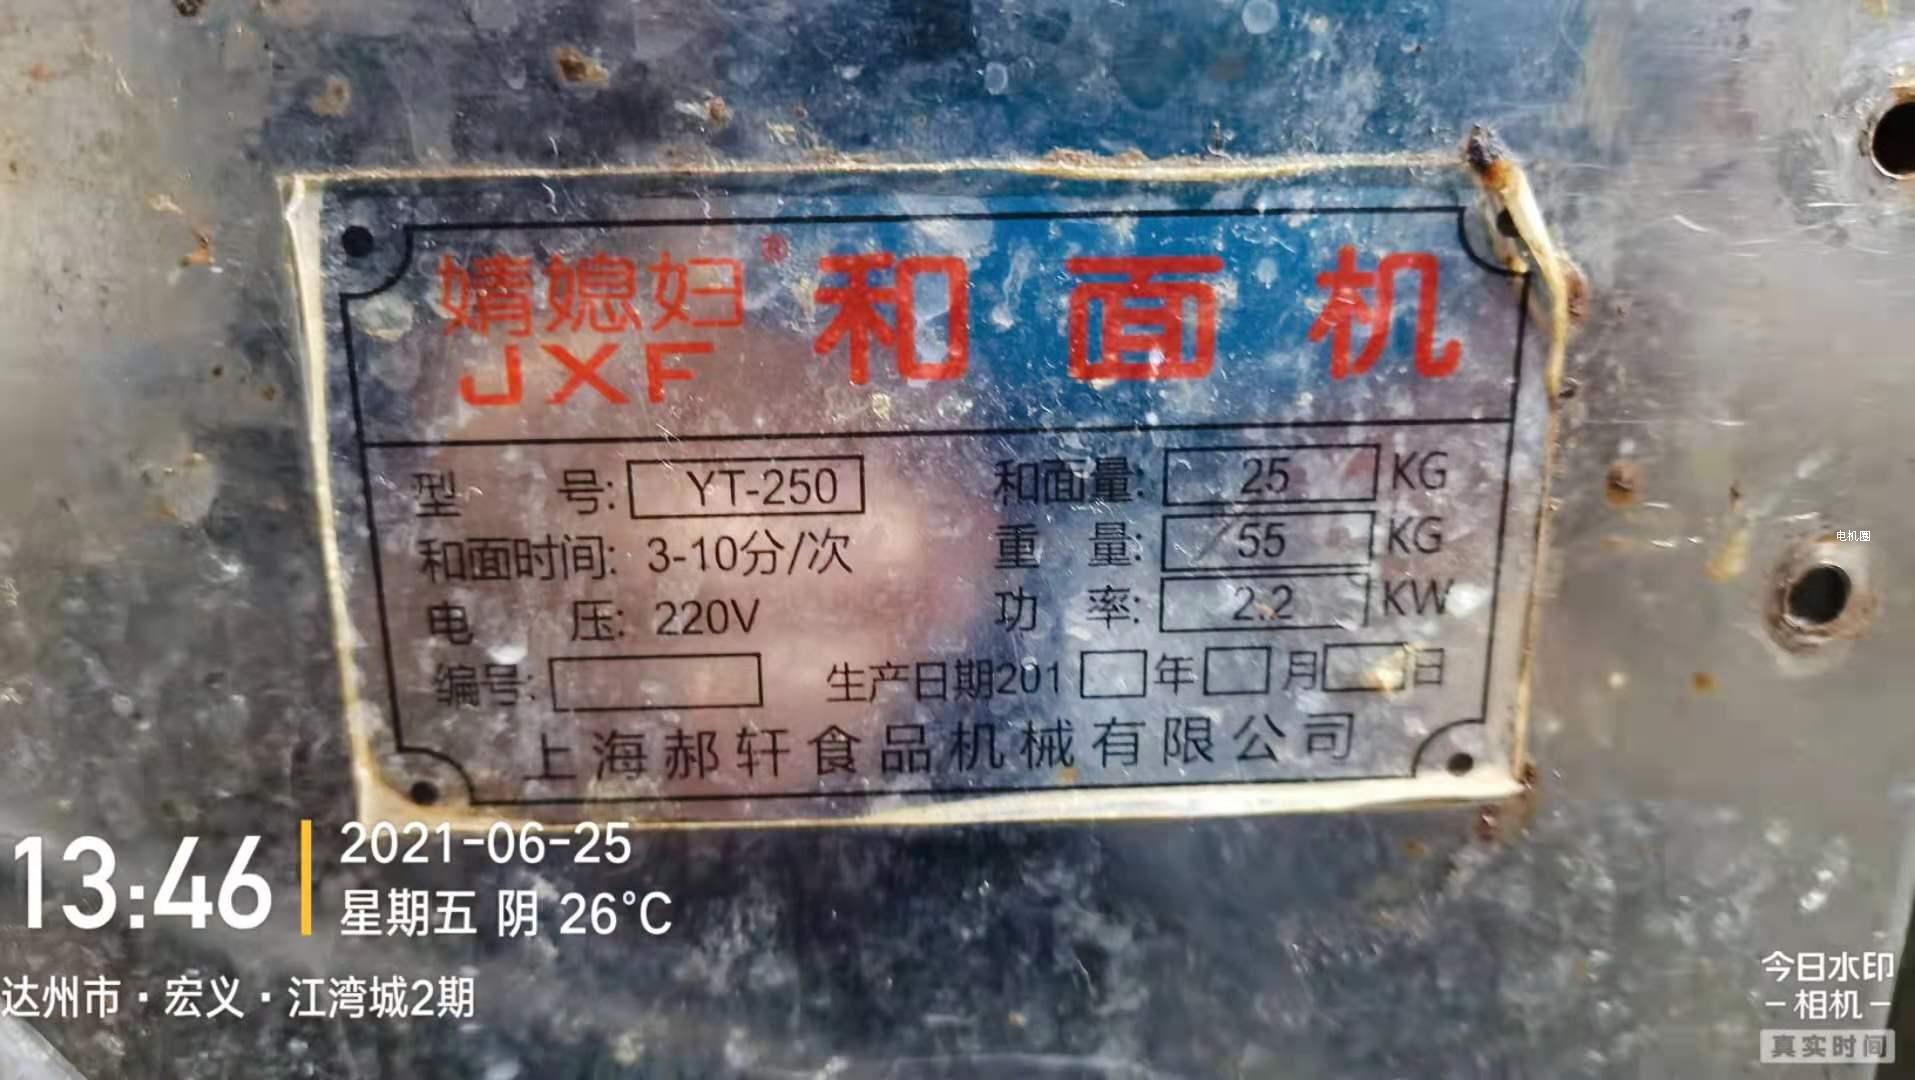 婧媳妇® 和面机
JXF
型号: YT-250 和面量: 25 KG
和面时间: 3-10分/次 重量: 55 KG
电压: 220V 功率: 2.2 KW
编号: 生产日期201 年 月 日
上海郝轩食品机械有限公司
电机圈
13:46 2021-06-25
星期五 阴 26°C
达州市·宏义·江湾城2期
今日水印
-相机-
真实时间